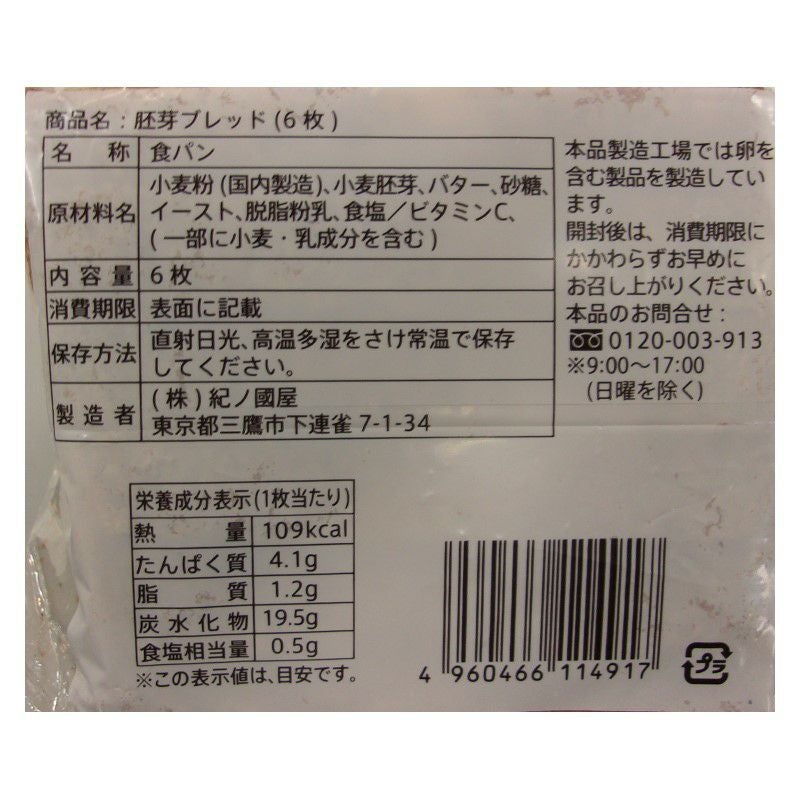 商品名:胚芽ブレッド(6枚)
名称 食パン
原材料名 小麦粉(国内製造)、小麦胚芽、バター、砂糖、
イースト、脱脂粉乳、食塩/ビタミンC、
(一部に小麦・乳成分を含む)
内容量 6枚
消費期限 表面に記載
保存方法 直射日光、高温多湿をさけ常温で保存
してください。
製造者 (株)紀ノ國屋
東京都三鷹市下連雀7-1-34
本品製造工場では卵を
含む製品を製造してい
ます。
開封後は、消費期限に
かかわらずお早めに
お召し上がりください。
本品のお問合せ:
0120-003-913
※9:00〜17:00
(日曜を除く)
栄養成分表示(1枚当たり)
熱量 109kcal
たんぱく質 4.1g
脂質 1.2g
炭水化物 19.5g
食塩相当量 0.5g
※この表示値は、目安です。
4 960466 114917
プラ